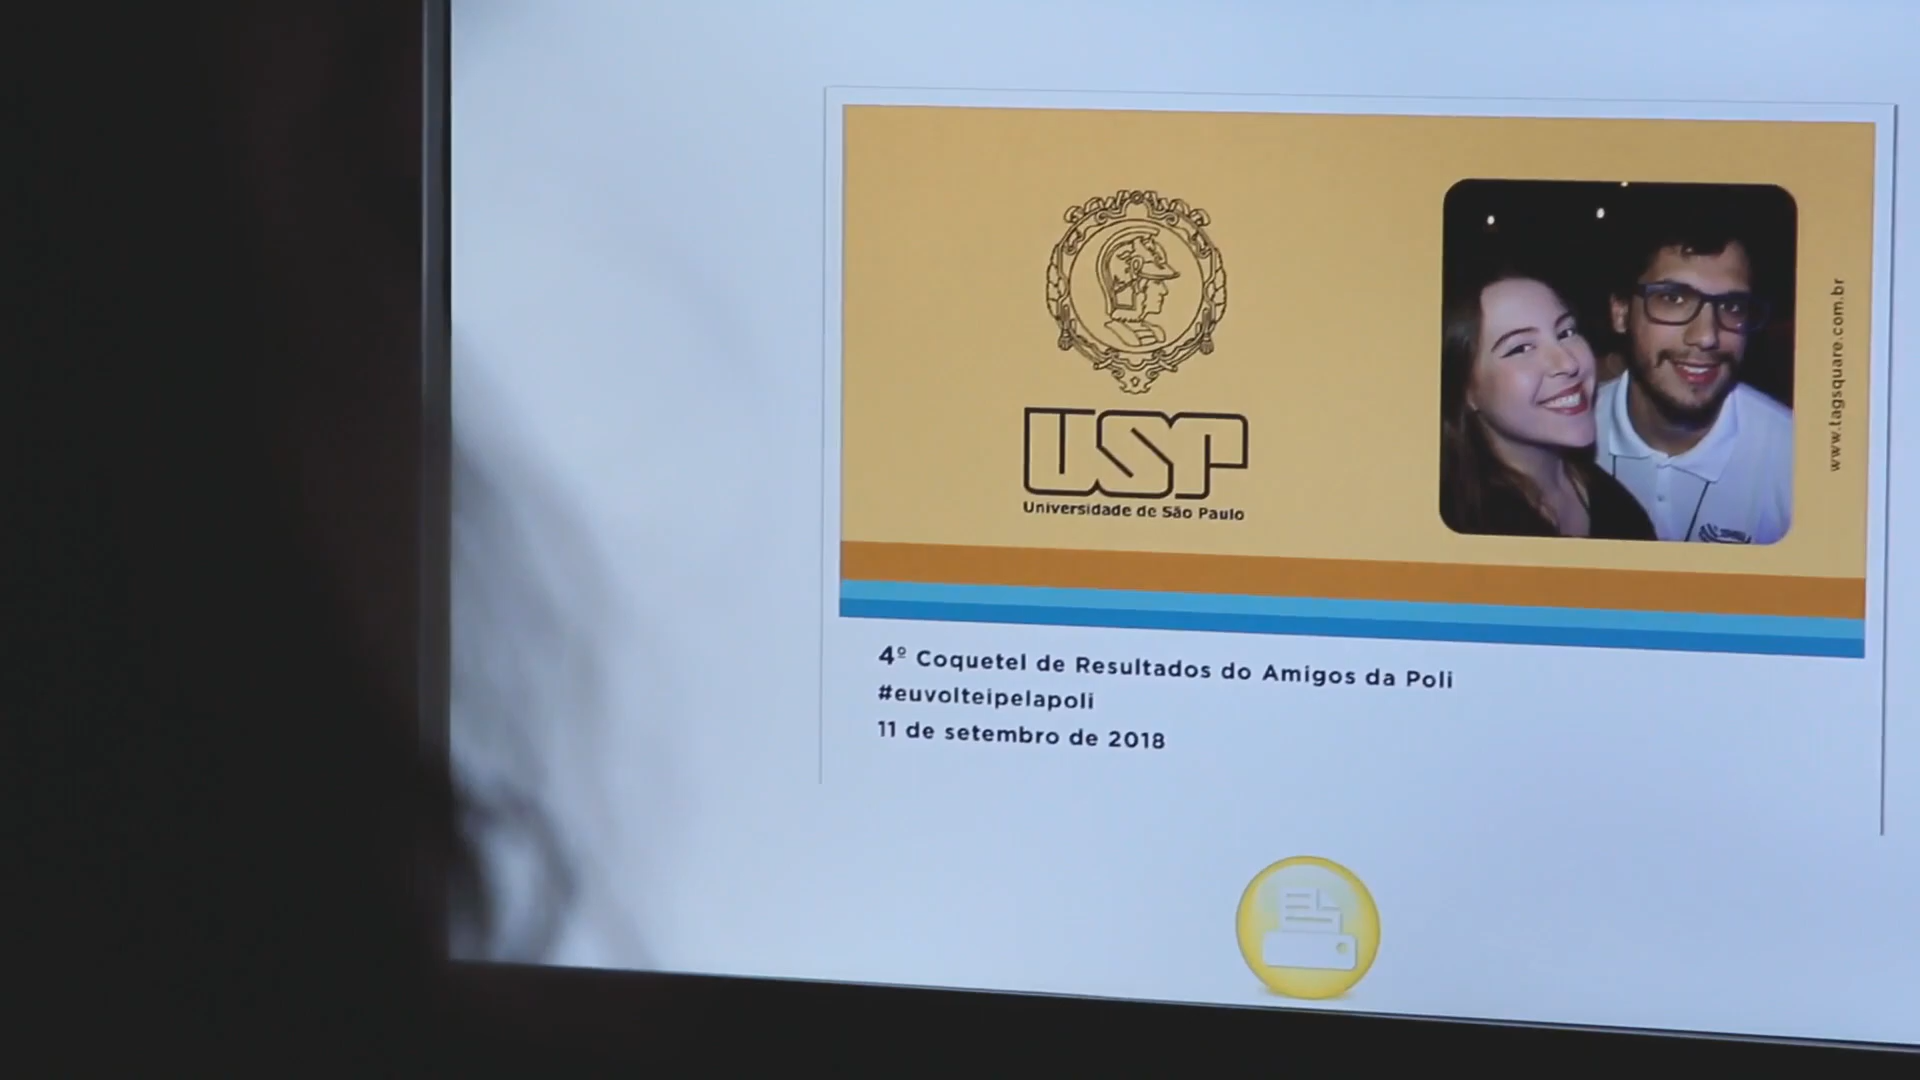 USP
Universidade de São Paulo
www.tagsquare.com.br
4º Coquetel de Resultados do Amigos da Poli
#euvolteipelapoli
11 de setembro de 2018